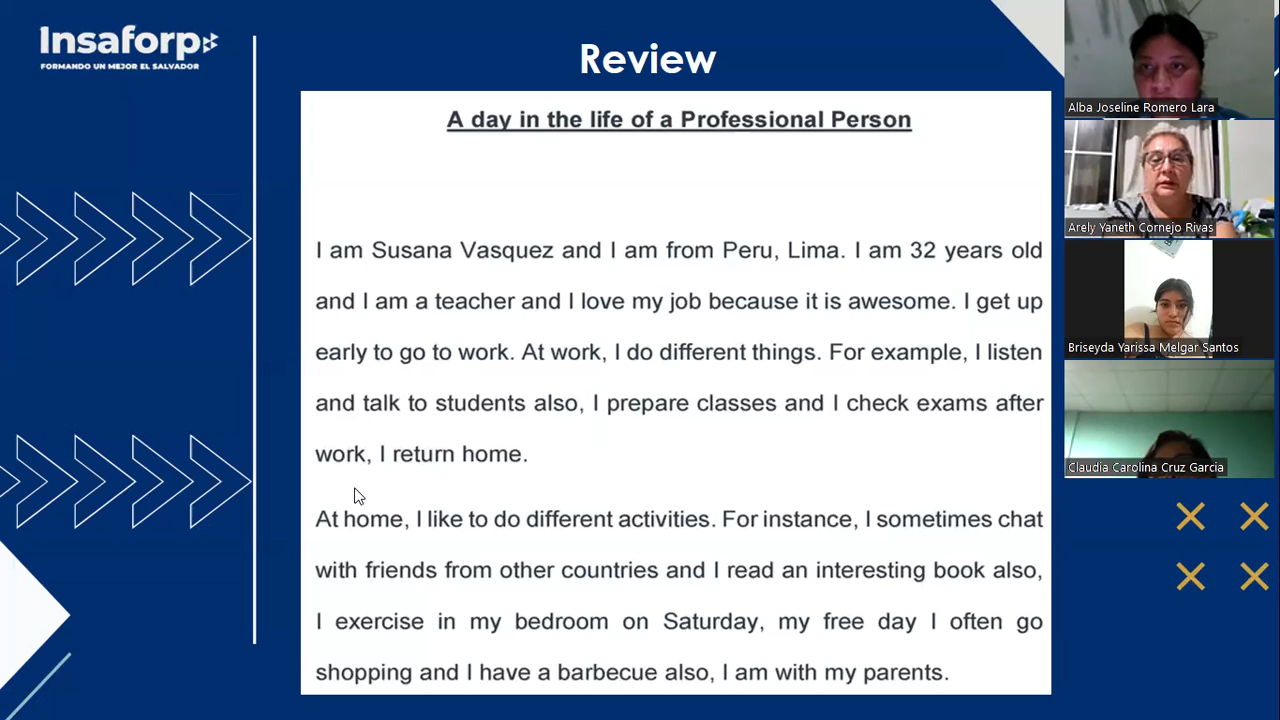 Insaforp
FORMANDO UN MEJOR EL SALVADOR
Review
A day in the life of a Professional Person
I am Susana Vasquez and I am from Peru, Lima. I am 32 years old
and I am a teacher and I love my job because it is awesome. I get up
early to go to work. At work, I do different things. For example, I listen
and talk to students also, I prepare classes and I check exams after
work, I return home.
At home, I like to do different activities. For instance, I sometimes chat
with friends from other countries and I read an interesting book also,
I exercise in my bedroom on Saturday, my free day I often go
shopping and I have a barbecue also, I am with my parents.
Alba Joseline Romero Lara
Arely Yaneth Cornejo Rivas
Briseyda Yarissa Melgar Santos
Claudia Carolina Cruz Garcia